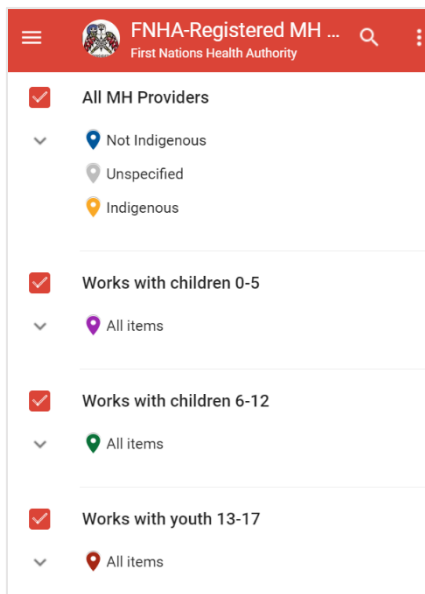 FNHA-Registered MH ...
First Nations Health Authority
All MH Providers
Not Indigenous
Unspecified
Indigenous
Works with children 0-5
All items
Works with children 6-12
All items
Works with youth 13-17
All items